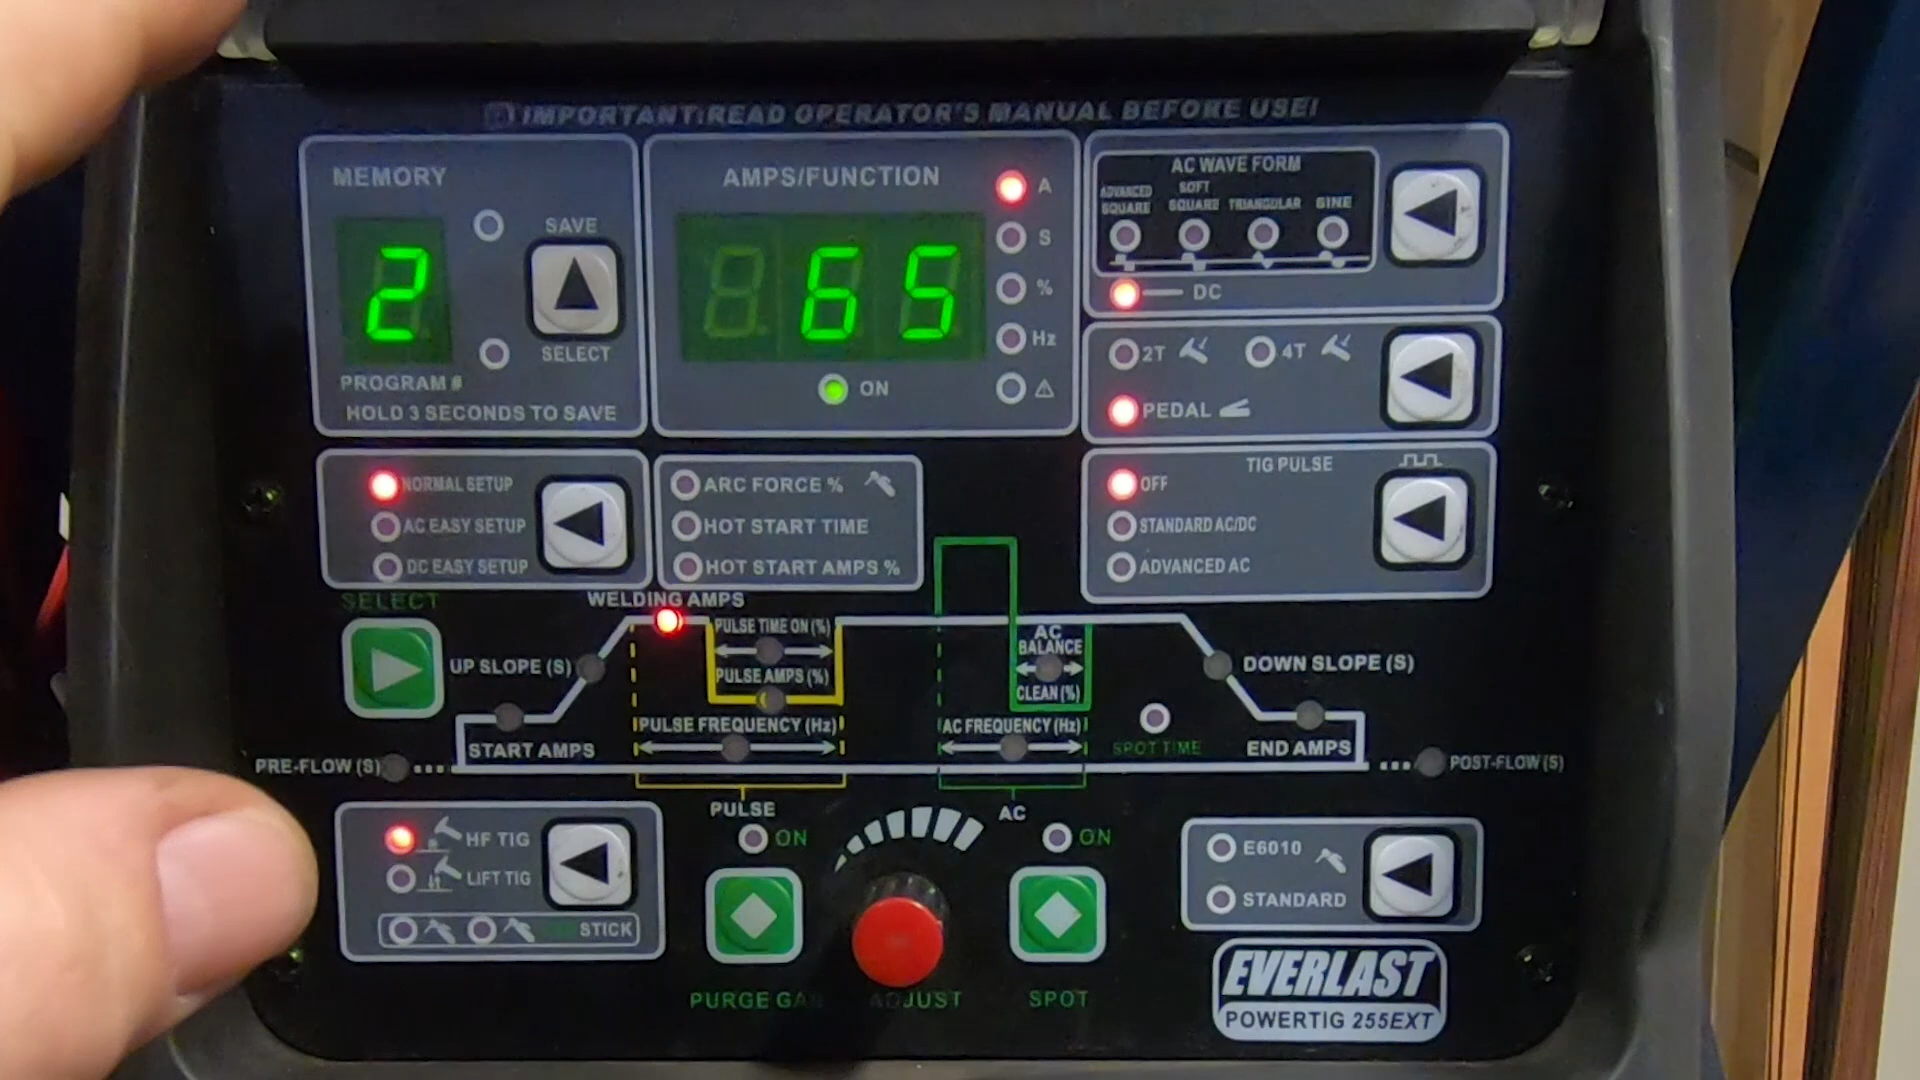 IMPORTANT:READ OPERATOR'S MANUAL BEFORE USE!
MEMORY
SAVE
2
SELECT
PROGRAM #
HOLD 3 SECONDS TO SAVE
AMPS/FUNCTION
A
S
%
Hz
65
ON
AC WAVE FORM
ADVANCED SQUARE
SOFT SQUARE
TRIANGULAR
SINE
DC
2T
4T
PEDAL
NORMAL SETUP
AC EASY SETUP
DC EASY SETUP
ARC FORCE %
HOT START TIME
HOT START AMPS %
TIG PULSE
OFF
STANDARD AC/DC
ADVANCED AC
SELECT
WELDING AMPS
PULSE TIME ON (%)
UP SLOPE (S)
PULSE AMPS (%)
AC BALANCE
CLEAN (%)
DOWN SLOPE (S)
START AMPS
PULSE FREQUENCY (Hz)
AC FREQUENCY (Hz)
SPOT TIME
END AMPS
PRE-FLOW (S)
POST-FLOW (S)
PULSE
ON
AC
ON
HF TIG
LIFT TIG
STICK
E6010
STANDARD
PURGE GA
ADJUST
SPOT
EVERLAST
POWERTIG 255EXT